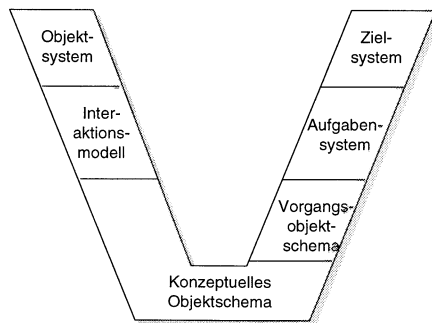 Objekt-
system
Inter-
aktions-
modell
Ziel-
system
Aufgaben-
system
Vorgangs-
objekt-
schema
Konzeptuelles
Objektschema